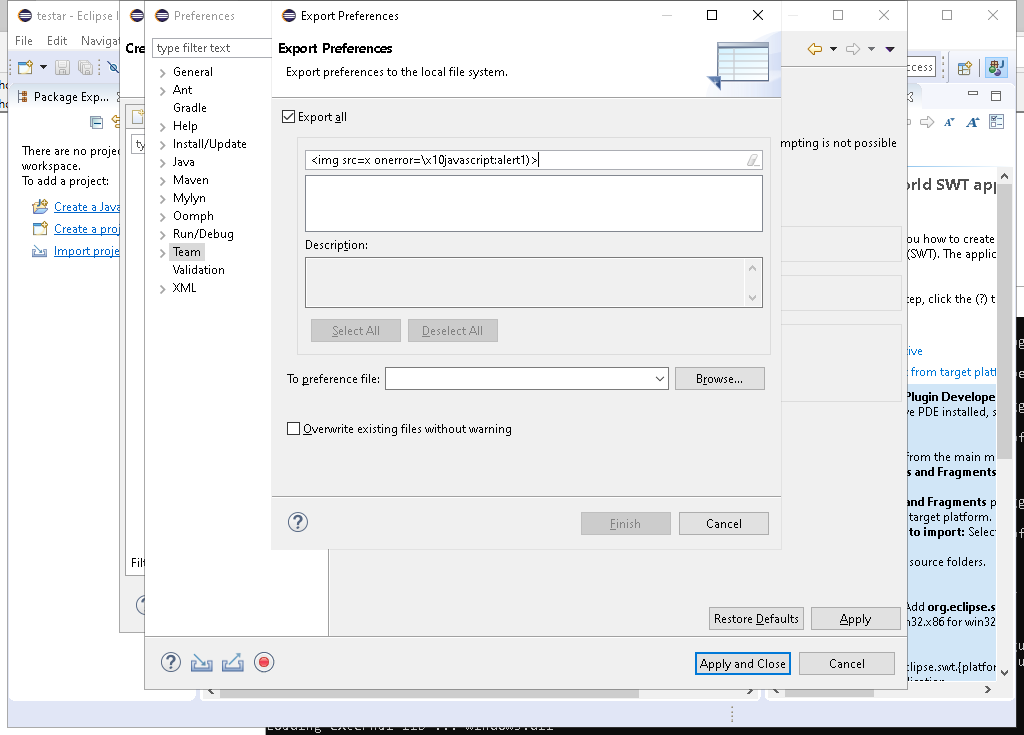 testar - Eclipse I
File Edit Navigat
Package Exp...
There are no projec
workspace.
To add a project:
Create a Java
Create a proj
Import proje
Cre
ty
Filt
Preferences
type filter text
General
Ant
Gradle
Help
Install/Update
Java
Maven
Mylyn
Oomph
Run/Debug
Team
Validation
XML
Export Preferences
Export Preferences
Export preferences to the local file system.
Export all
<img src=x onerror=\x10javascript:alert1)>
Description:
Select All Deselect All
To preference file:
Browse...
Overwrite existing files without warning
Finish Cancel
Restore Defaults Apply
Apply and Close Cancel
cess
mpting is not possible
orld SWT app
ou how to create
(SWT). The applic
tep, click the (?) t
ive
from target platf
Plugin Develope
ve PDE installed, s
from the main m
s and Fragments
and Fragments p
target platform.
to import: Selec
source folders.
Add org.eclipse.s
n32.x86 for win32
clipse.swt.{platfor
Loading external lib ... windows.dll